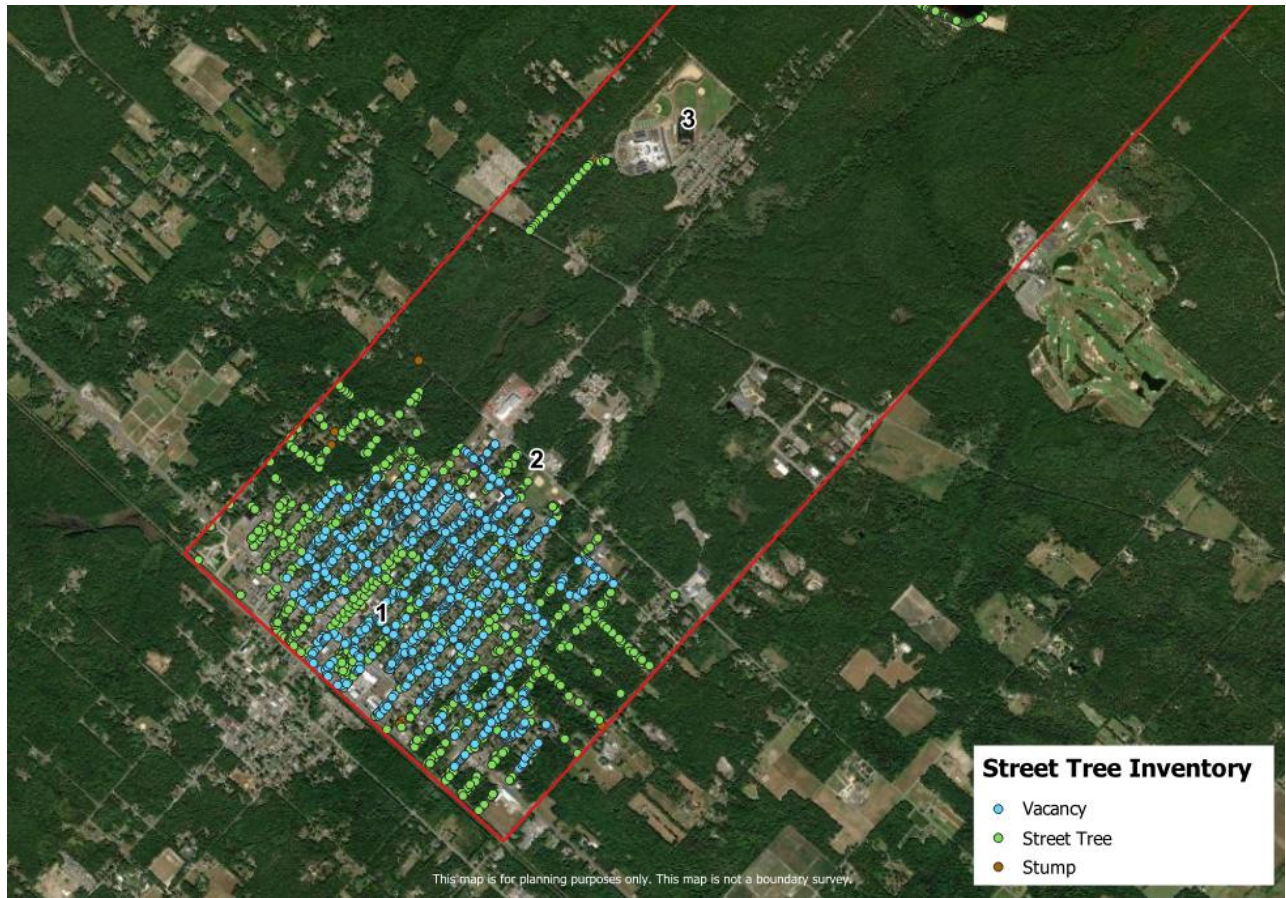 3
2
1
Street Tree Inventory
Vacancy
Street Tree
Stump
This map is for planning purposes only. This map is not a boundary survey.